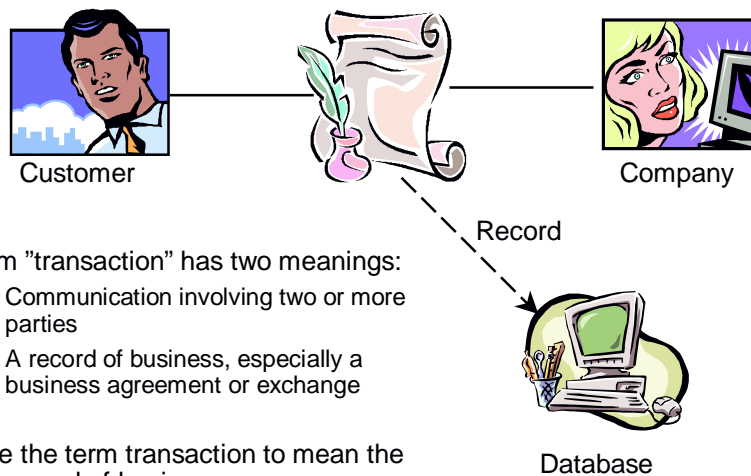 Customer
Company
Record
”transaction” has two meanings:
Communication involving two or more
parties
A record of business, especially a
business agreement or exchange
the term transaction to mean the
Database